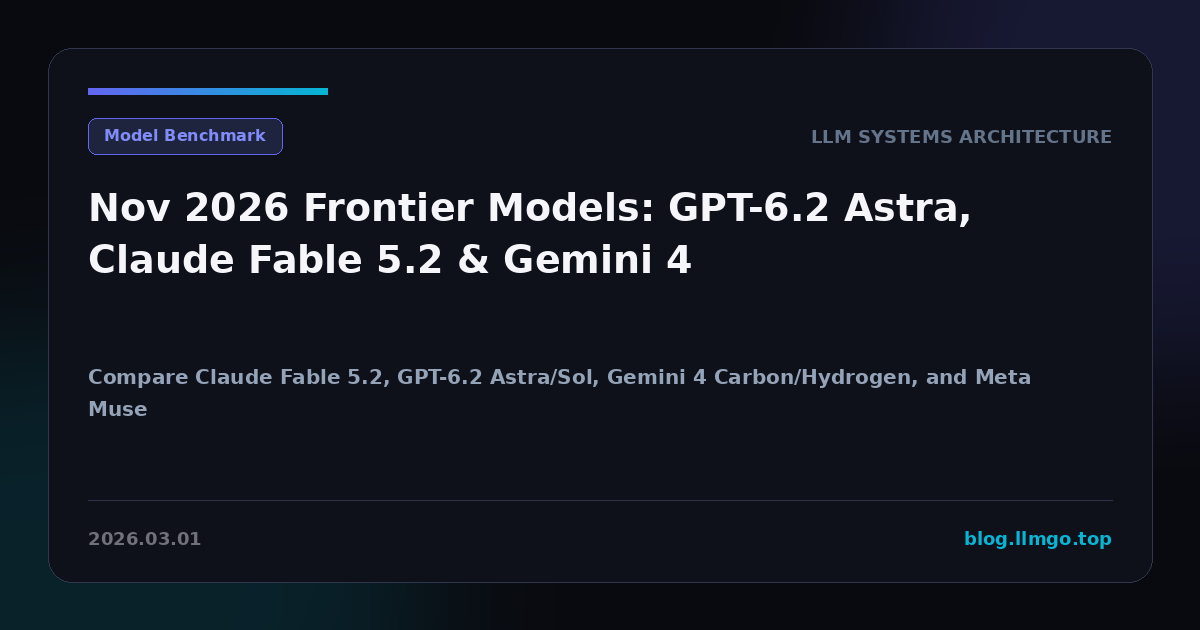 Model Benchmark
LLM SYSTEMS ARCHITECTURE
Nov 2026 Frontier Models: GPT-6.2 Astra,
Claude Fable 5.2 & Gemini 4
Compare Claude Fable 5.2, GPT-6.2 Astra/Sol, Gemini 4 Carbon/Hydrogen, and Meta
Muse
2026.03.01
blog.llmgo.top